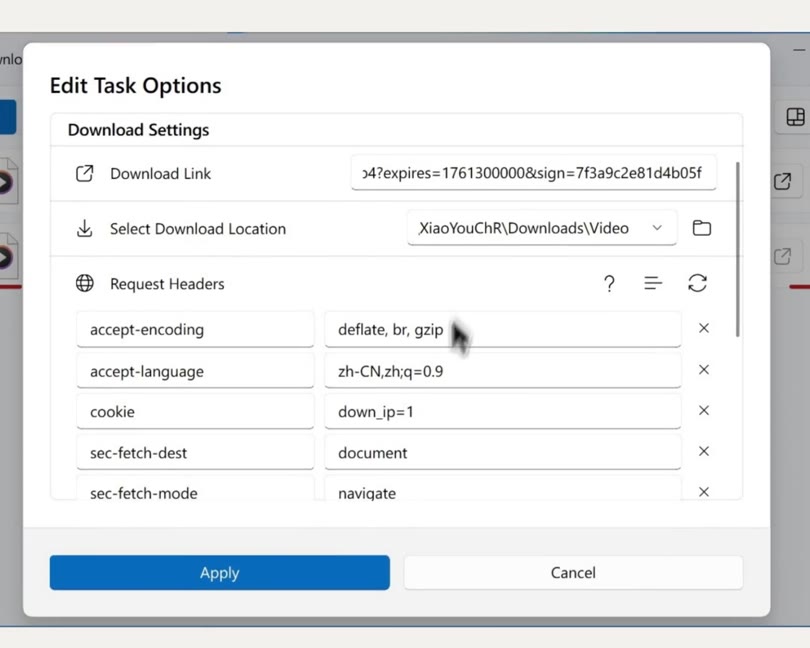 Edit Task Options
Download Settings
Download Link
p4?expires=1761300000&sign=7f3a9c2e81d4b05f
Select Download Location
XiaoYouChR\Downloads\Video
Request Headers
?
accept-encoding deflate, br, gzip
accept-language zh-CN,zh;q=0.9
cookie down_ip=1
sec-fetch-dest document
sec-fetch-mode navigate
Apply Cancel